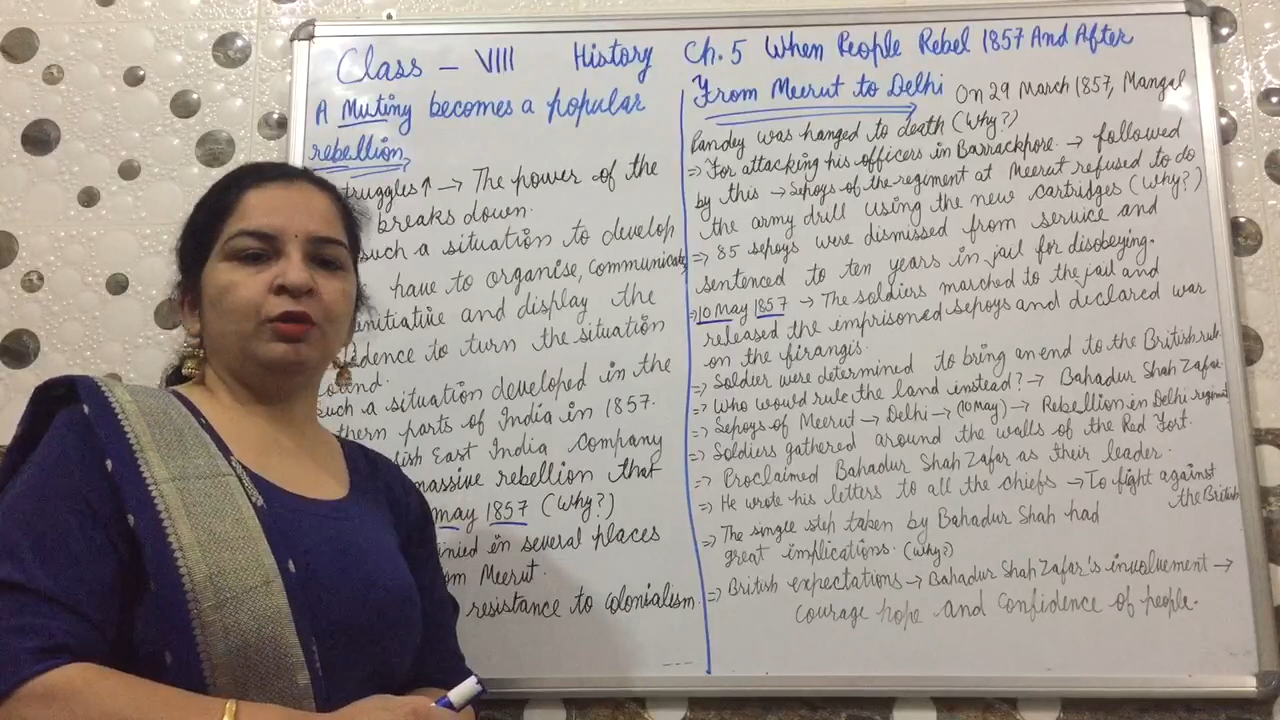 Class – VIII History Ch. 5 When People Rebel 1857 And After
A Mutiny becomes a popular
rebellion,
truggles↑ → The power of the
breaks down.
such a situation to develop
have to organise, communicate,
initiative and display the
idence to turn the situation
ound.
such a situation developed in the
thern parts of India in 1857.
ish East India company
massive rebellion that
may 1857 (Why?)
inied in several places
om Meerut.
resistance to colonialism.
From Meerut to Delhi On 29 March 1857, Mangal
Pandey was hanged to death (Why?)
⇒ For attacking his officers in Barrackpore. → followed
by this → Sepoys of the regiment at Meerut refused to do
the army drill using the new cartridges (Why?)
⇒ 85 sepoys were dismissed from service and
sentenced to ten years in jail for disobeying.
⇒ 10 May 1857 → The soldiers marched to the jail and
released the imprisoned sepoys and declared war
on the firangis.
⇒ Soldier were determined to bring an end to the British rule.
⇒ Who would rule the land instead? → Bahadur Shah Zafar.
⇒ Sepoys of Meerut → Delhi → (10 May) → Rebellion in Delhi regiment
⇒ Soldiers gathered around the walls of the Red Fort.
⇒ Proclaimed Bahadur Shah Zafar as their leader.
⇒ He wrote his letters to all the chiefs → To fight against
the British
⇒ The single step taken by Bahadur Shah had
great implications. (Why?)
⇒ British expectations → Bahadur Shah Zafar's involvement →
courage hope and confidence of people.